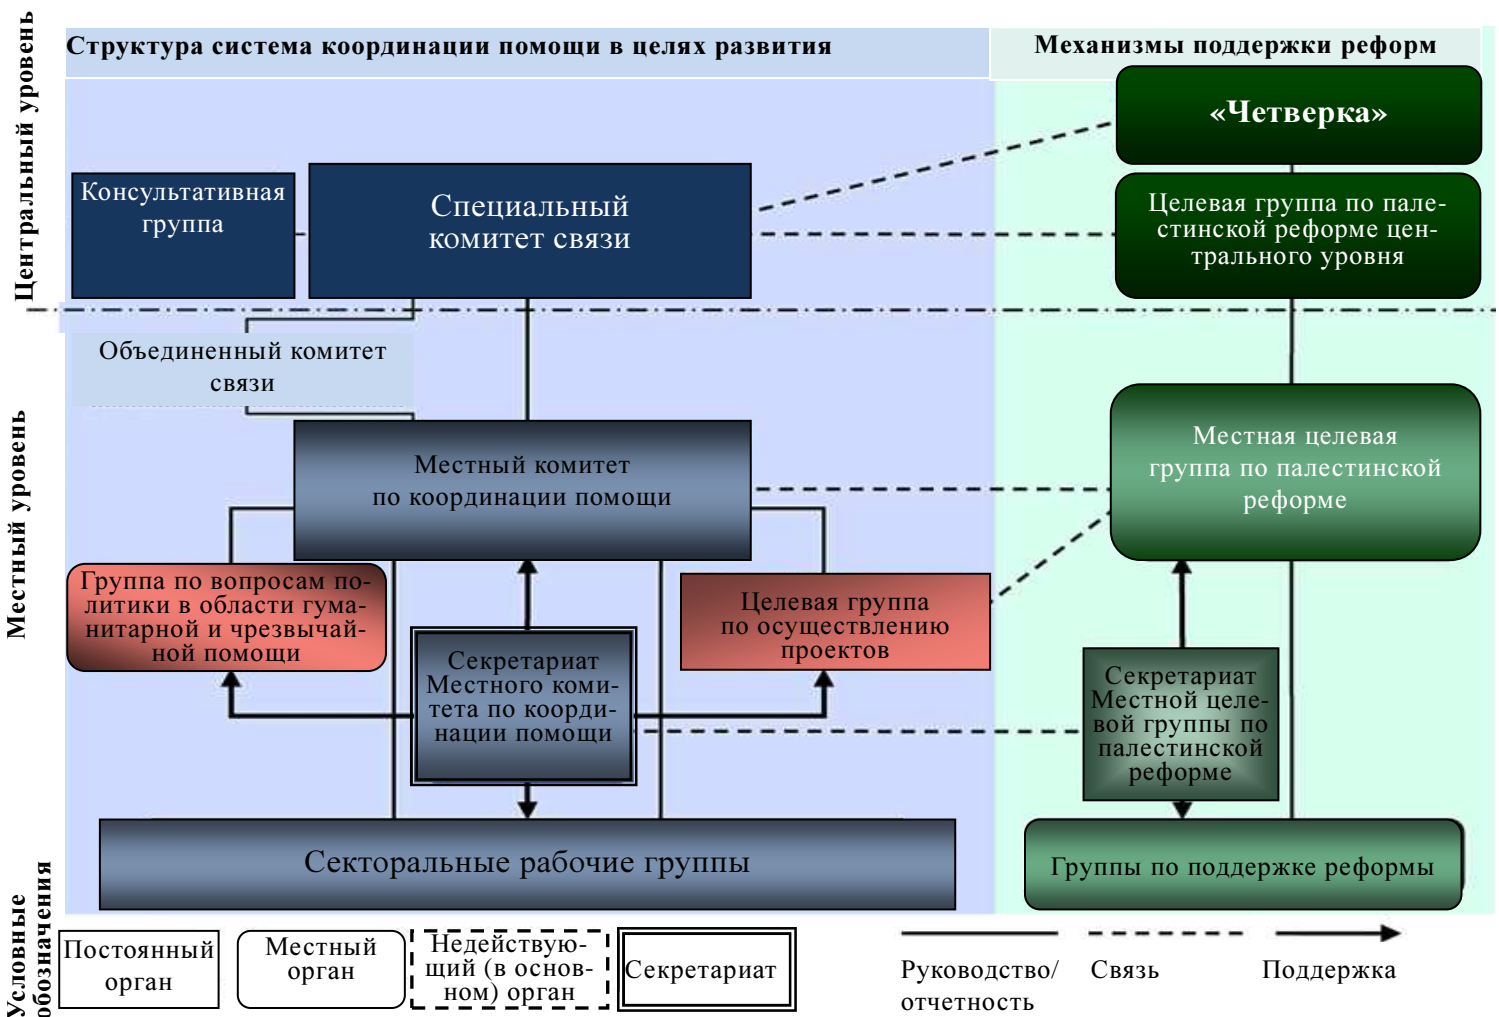 Центральный уровень
Структура система координации помощи в целях развития
Механизмы поддержки реформ
«Четверка»
Консультативная
группа
Специальный
комитет связи
Целевая группа по пале-
стинской реформе цен-
трального уровня
Местный уровень
Объединенный комитет
связи
Местный комитет
по координации помощи
Местная целевая
группа по палестинской
реформе
Группа по вопросам по-
литики в области гума-
нитарной и чрезвычай-
ной помощи
Целевая группа
по осуществлению
проектов
Секретариат
Местного коми-
тета по коорди-
нации помощи
Секретариат
Местной целе-
вой группы по
палестинской
реформе
Секторальные рабочие группы
Группы по поддержке реформы
Условные
обозначения
Постоянный
орган
Местный
орган
Недействую-
щий (в основ-
ном) орган
Секретариат
Руководство/
отчетность
Связь
Поддержка